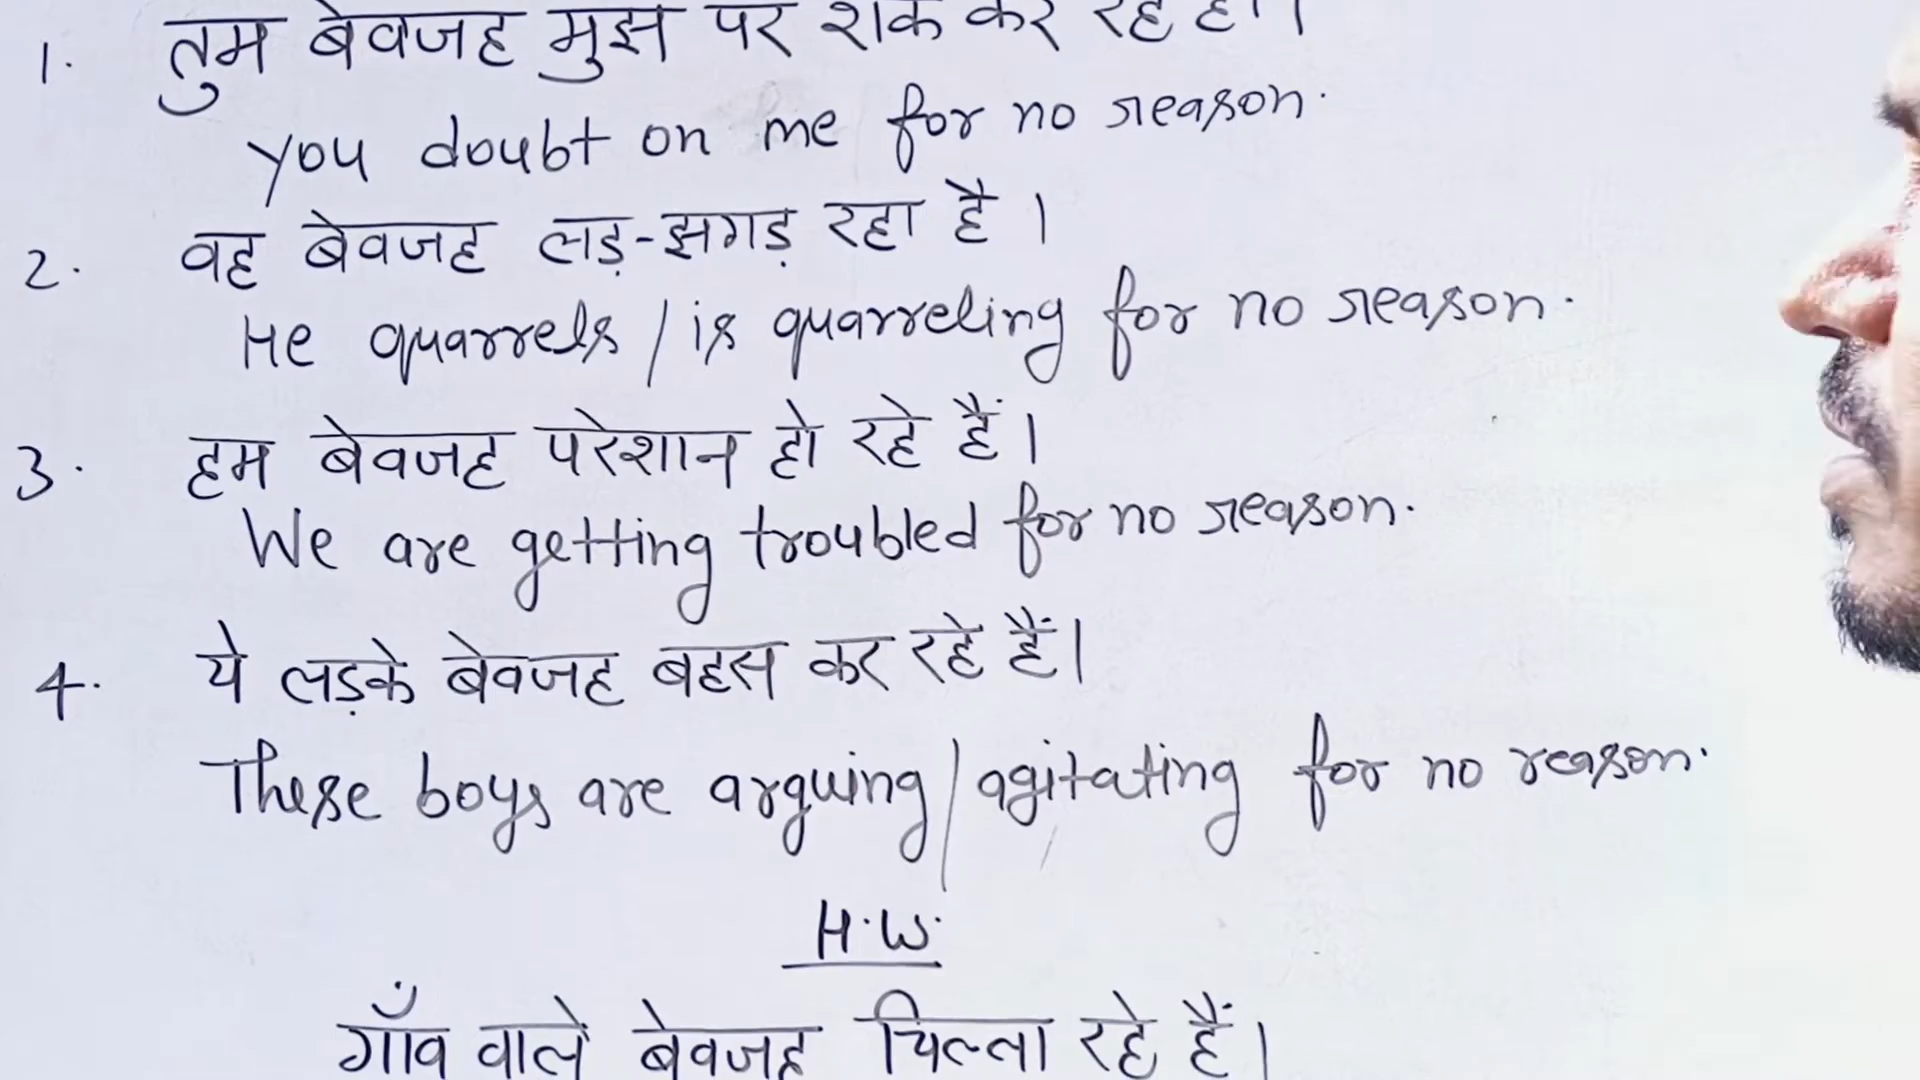 1. तुम बेवजह मुझ पर शक कर रहे हो।
You doubt on me for no reason.
2. वह बेवजह लड़-झगड़ रहा है।
He quarrels / is quarreling for no reason.
3. हम बेवजह परेशान हो रहे हैं।
We are getting troubled for no reason.
4. ये लड़के बेवजह बहस कर रहे हैं।
These boys are arguing / agitating for no reason.
H.W.
गाँव वाले बेवजह चिल्ला रहे हैं।